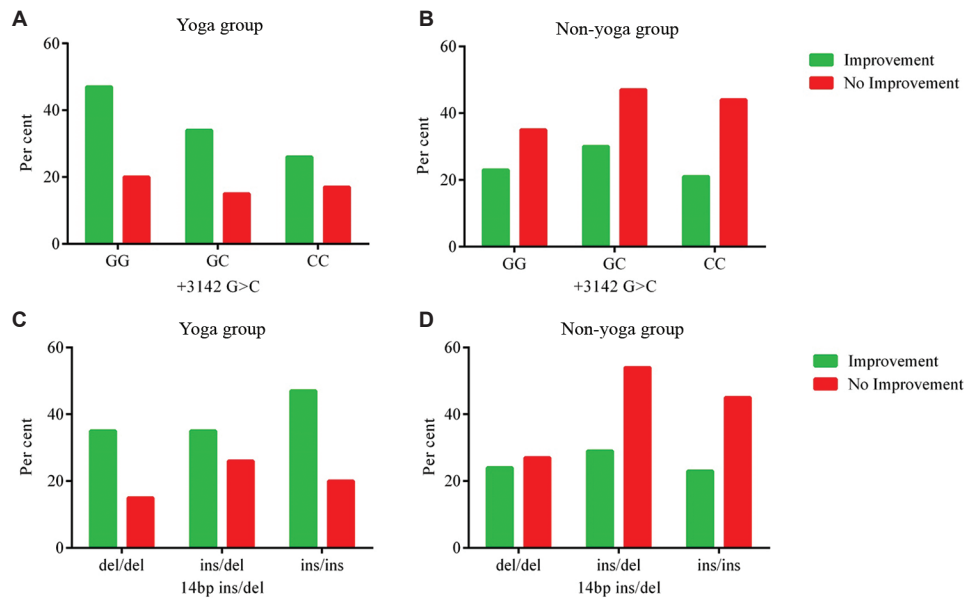 A
Yoga group
60
40
20
0
Per cent
GG
GC
CC
+3142 G>C
B
Non-yoga group
60
40
20
0
Per cent
GG
GC
CC
+3142 G>C
Improvement
No Improvement
C
Yoga group
60
40
20
0
Per cent
del/del
ins/del
ins/ins
14bp ins/del
D
Non-yoga group
60
40
20
0
Per cent
del/del
ins/del
ins/ins
14bp ins/del
Improvement
No Improvement